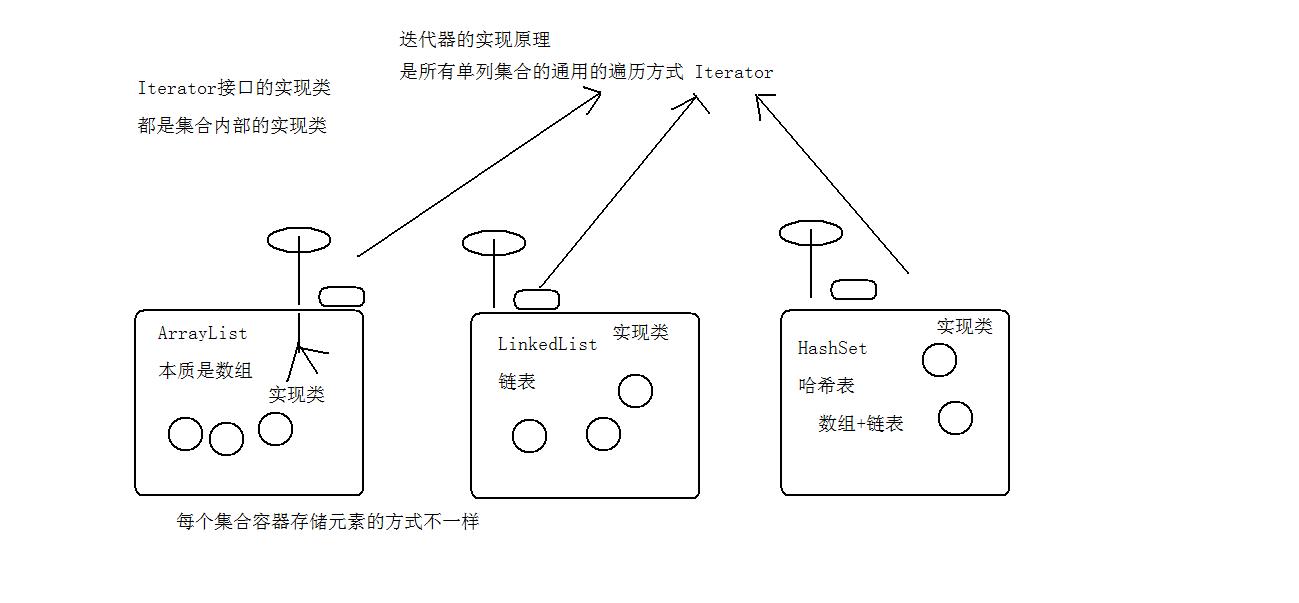 迭代器的实现原理
是所有单列集合的通用的遍历方式 Iterator
Iterator接口的实现类
都是集合内部的实现类
ArrayList
本质是数组
实现类
LinkedList
实现类
链表
实现类
HashSet
哈希表
数组+链表
每个集合容器存储元素的方式不一样